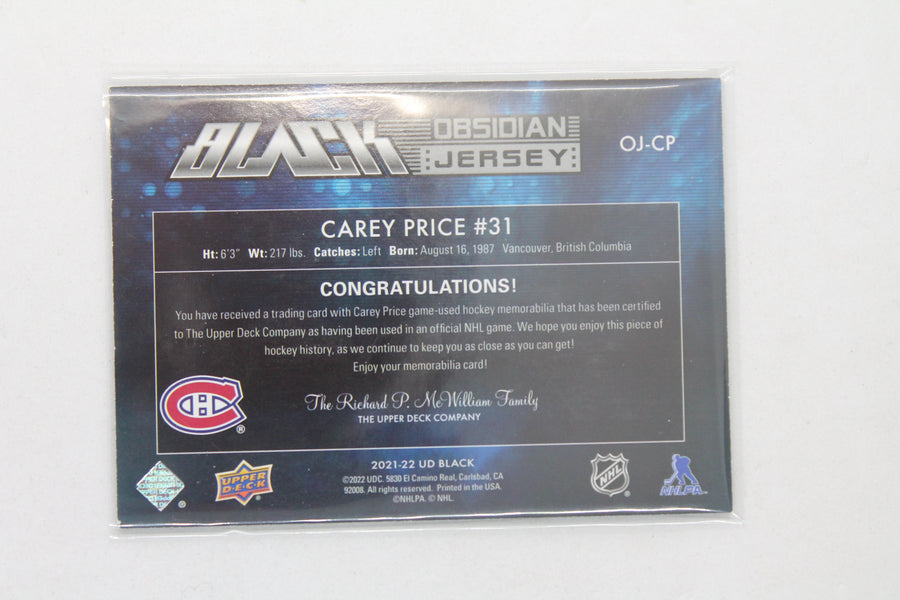 BLACK OBSIDIAN JERSEY
OJ-CP
CAREY PRICE #31
Ht: 6'3" Wt: 217 lbs. Catches: Left Born: August 16, 1987 Vancouver, British Columbia
CONGRATULATIONS!
You have received a trading card with Carey Price game-used hockey memorabilia that has been certified
to The Upper Deck Company as having been used in an official NHL game. We hope you enjoy this piece of
hockey history, as we continue to keep you as close as you can get!
Enjoy your memorabilia card!
The Richard P. McWilliam Family
THE UPPER DECK COMPANY
UPPER
D·E·C·K
2021-22 UD BLACK
©2022 UDC. 5830 El Camino Real, Carlsbad, CA
92008. All rights reserved. Printed in the USA.
©NHLPA. © NHL.
NHL
NHLPA